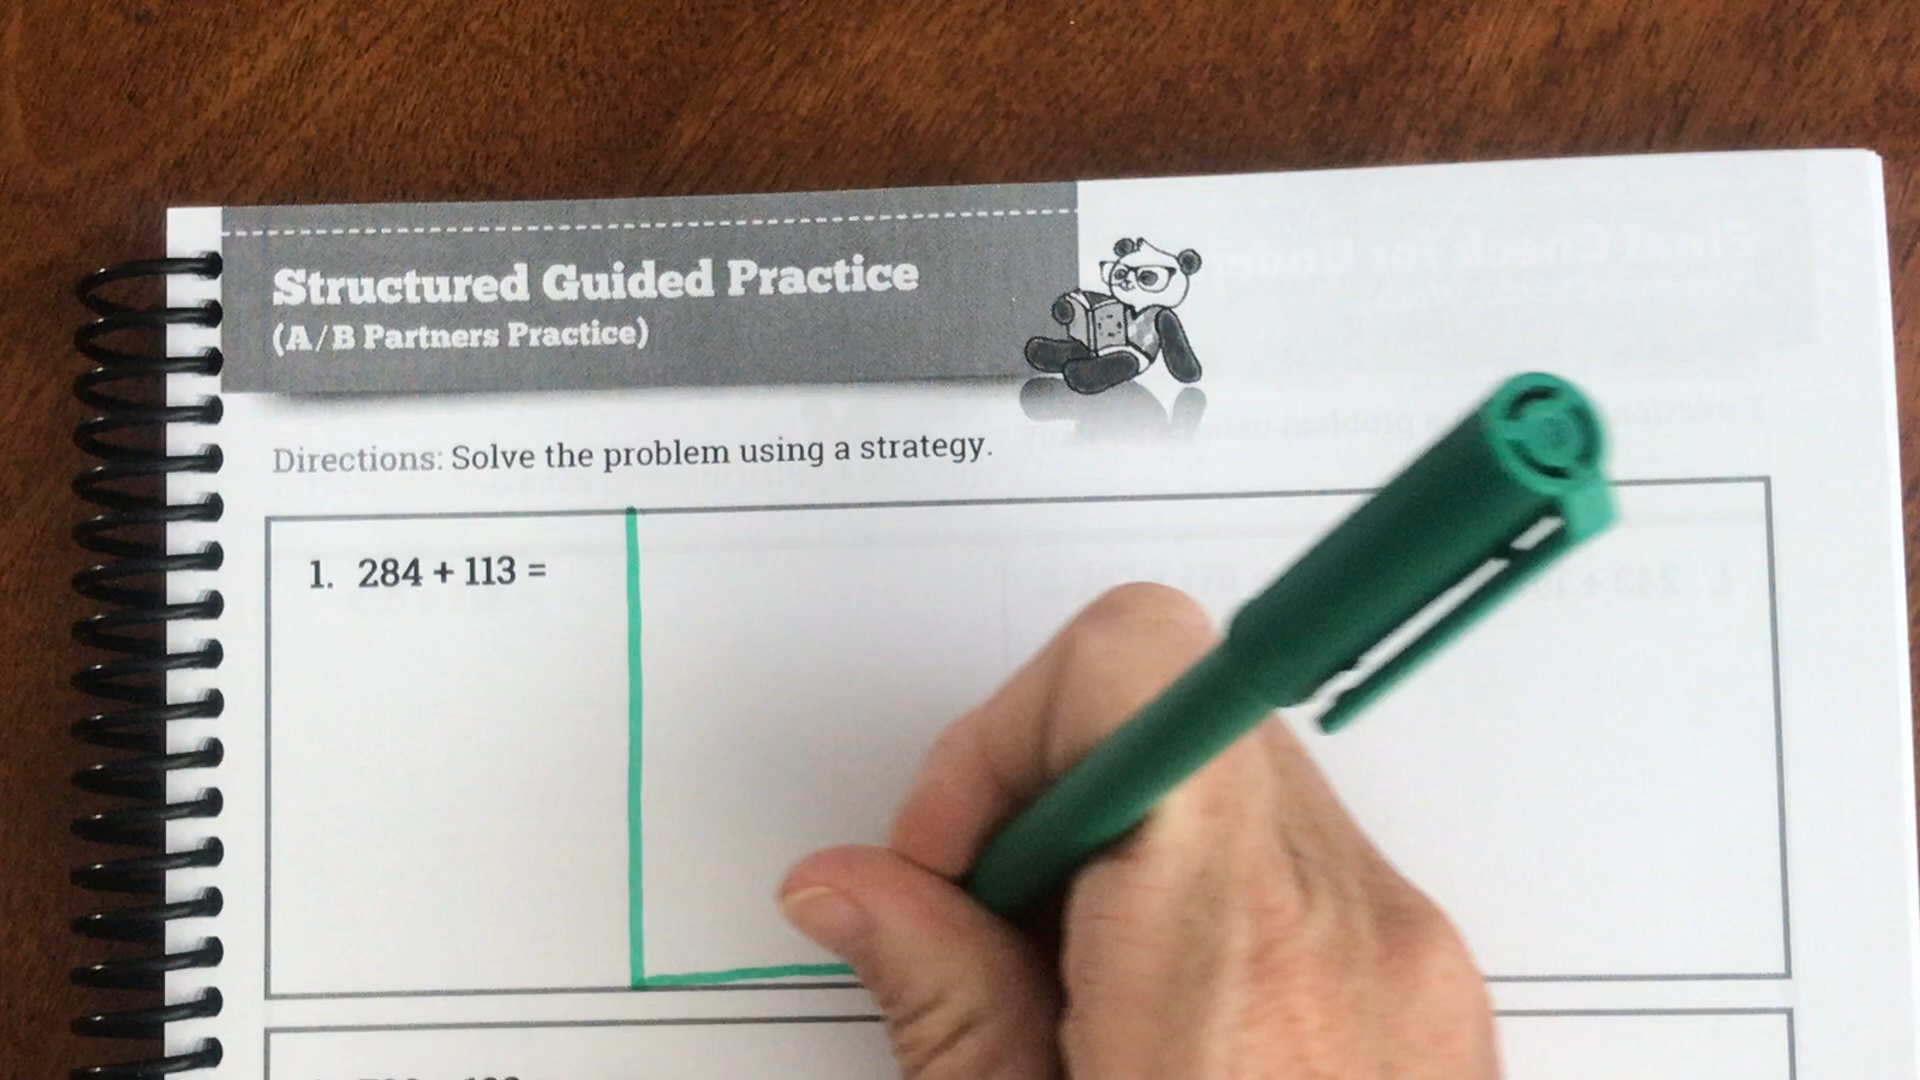 Structured Guided Practice
(A/B Partners Practice)
Directions: Solve the problem using a strategy.
1. 284 + 113 =